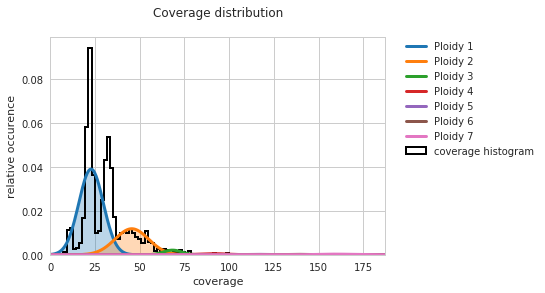 Coverage distribution
relative occurence
0.08
0.06
0.04
0.02
0.00
0 25 50 75 100 125 150 175
coverage
Ploidy 1
Ploidy 2
Ploidy 3
Ploidy 4
Ploidy 5
Ploidy 6
Ploidy 7
coverage histogram